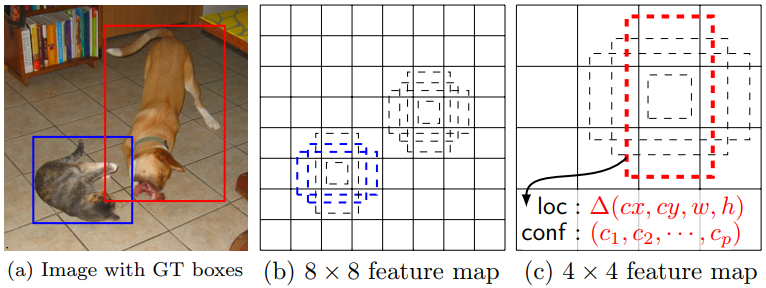 loc : Δ(cx, cy, w, h)
conf : (c₁, c₂, ⋯, cₚ)
(a) Image with GT boxes
(b) 8 × 8 feature map
(c) 4 × 4 feature map